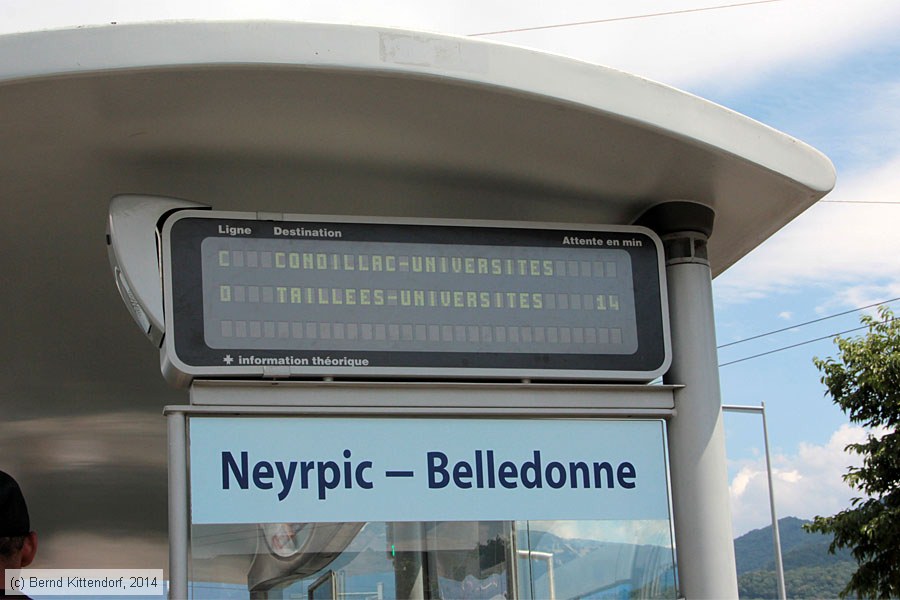 Ligne Destination Attente en min
C CONDILLAC-UNIVERSITES
D TAILLEES-UNIVERSITES 14
+ information théorique
Neyrpic – Belledonne
(c) Bernd Kittendorf, 2014